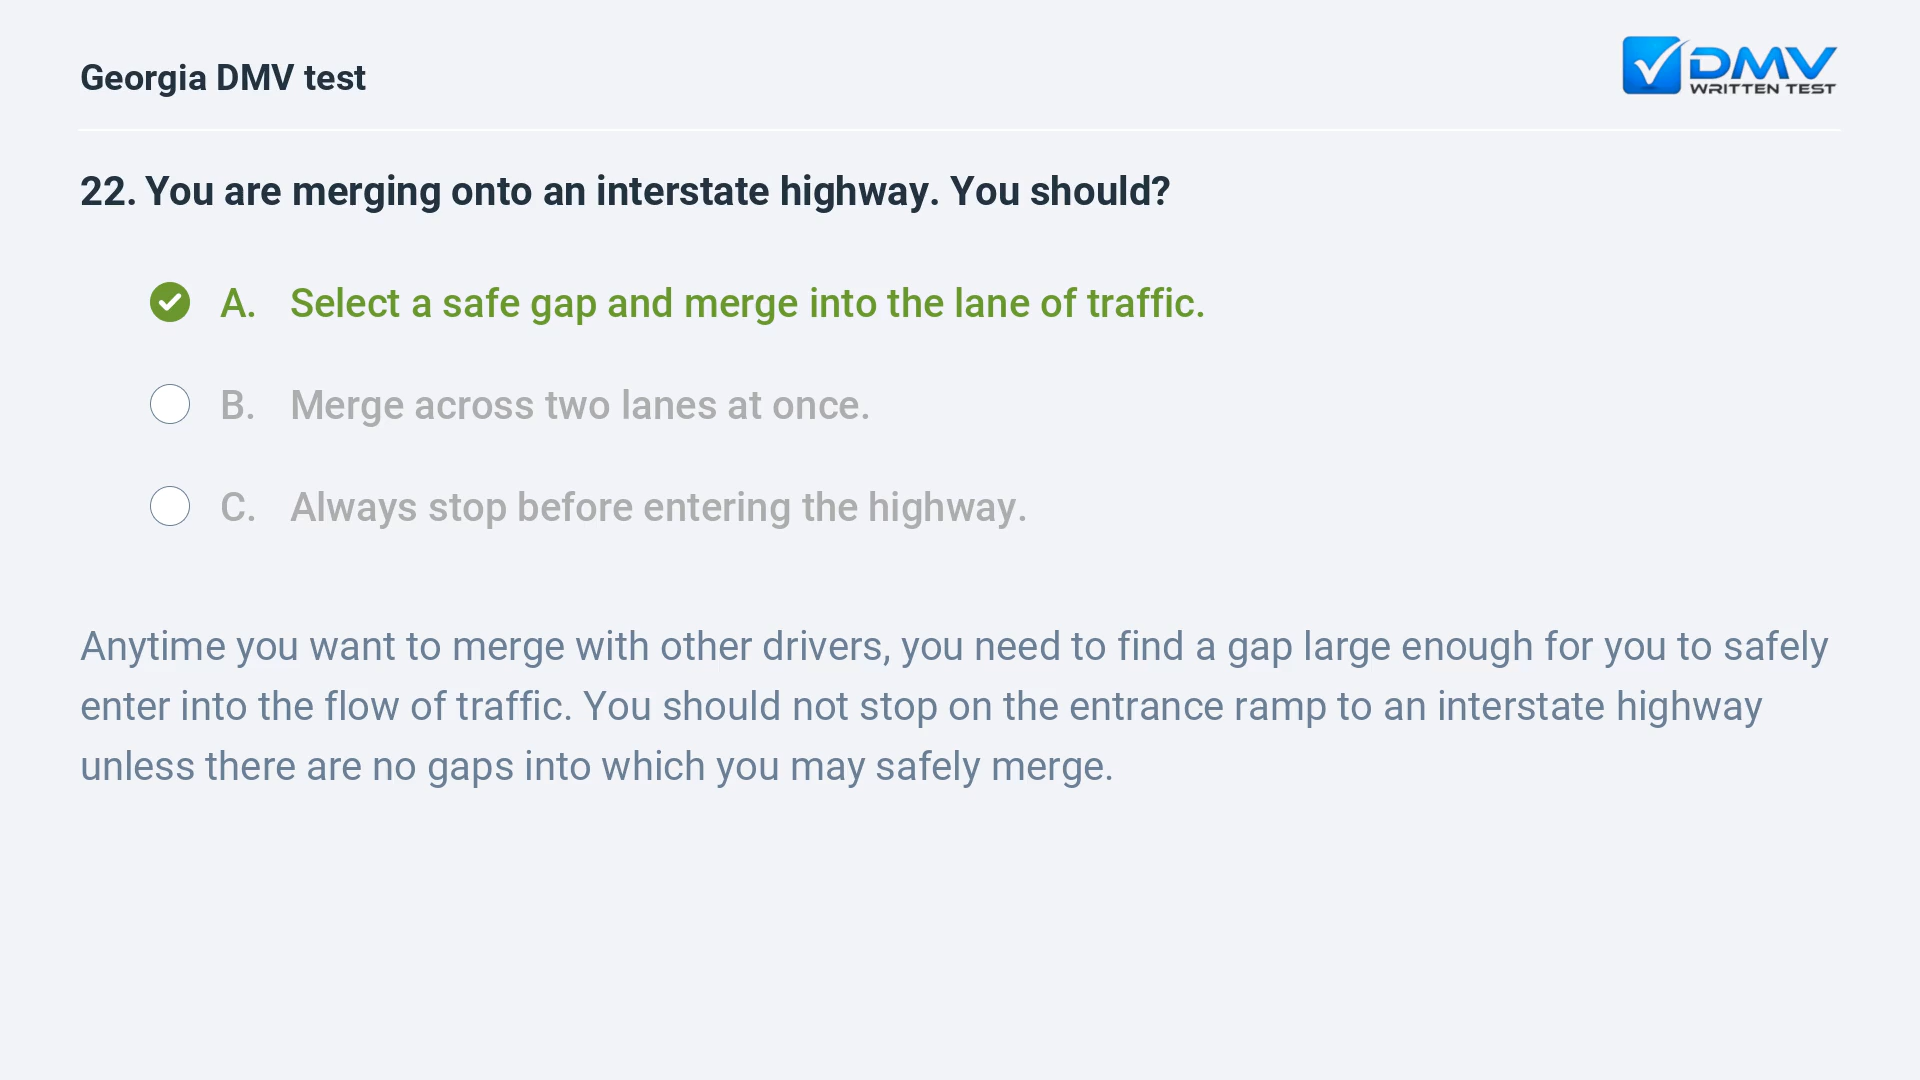 Georgia DMV test
DMV
WRITTEN TEST
22. You are merging onto an interstate highway. You should?
A. Select a safe gap and merge into the lane of traffic.
B. Merge across two lanes at once.
C. Always stop before entering the highway.
Anytime you want to merge with other drivers, you need to find a gap large enough for you to safely
enter into the flow of traffic. You should not stop on the entrance ramp to an interstate highway
unless there are no gaps into which you may safely merge.